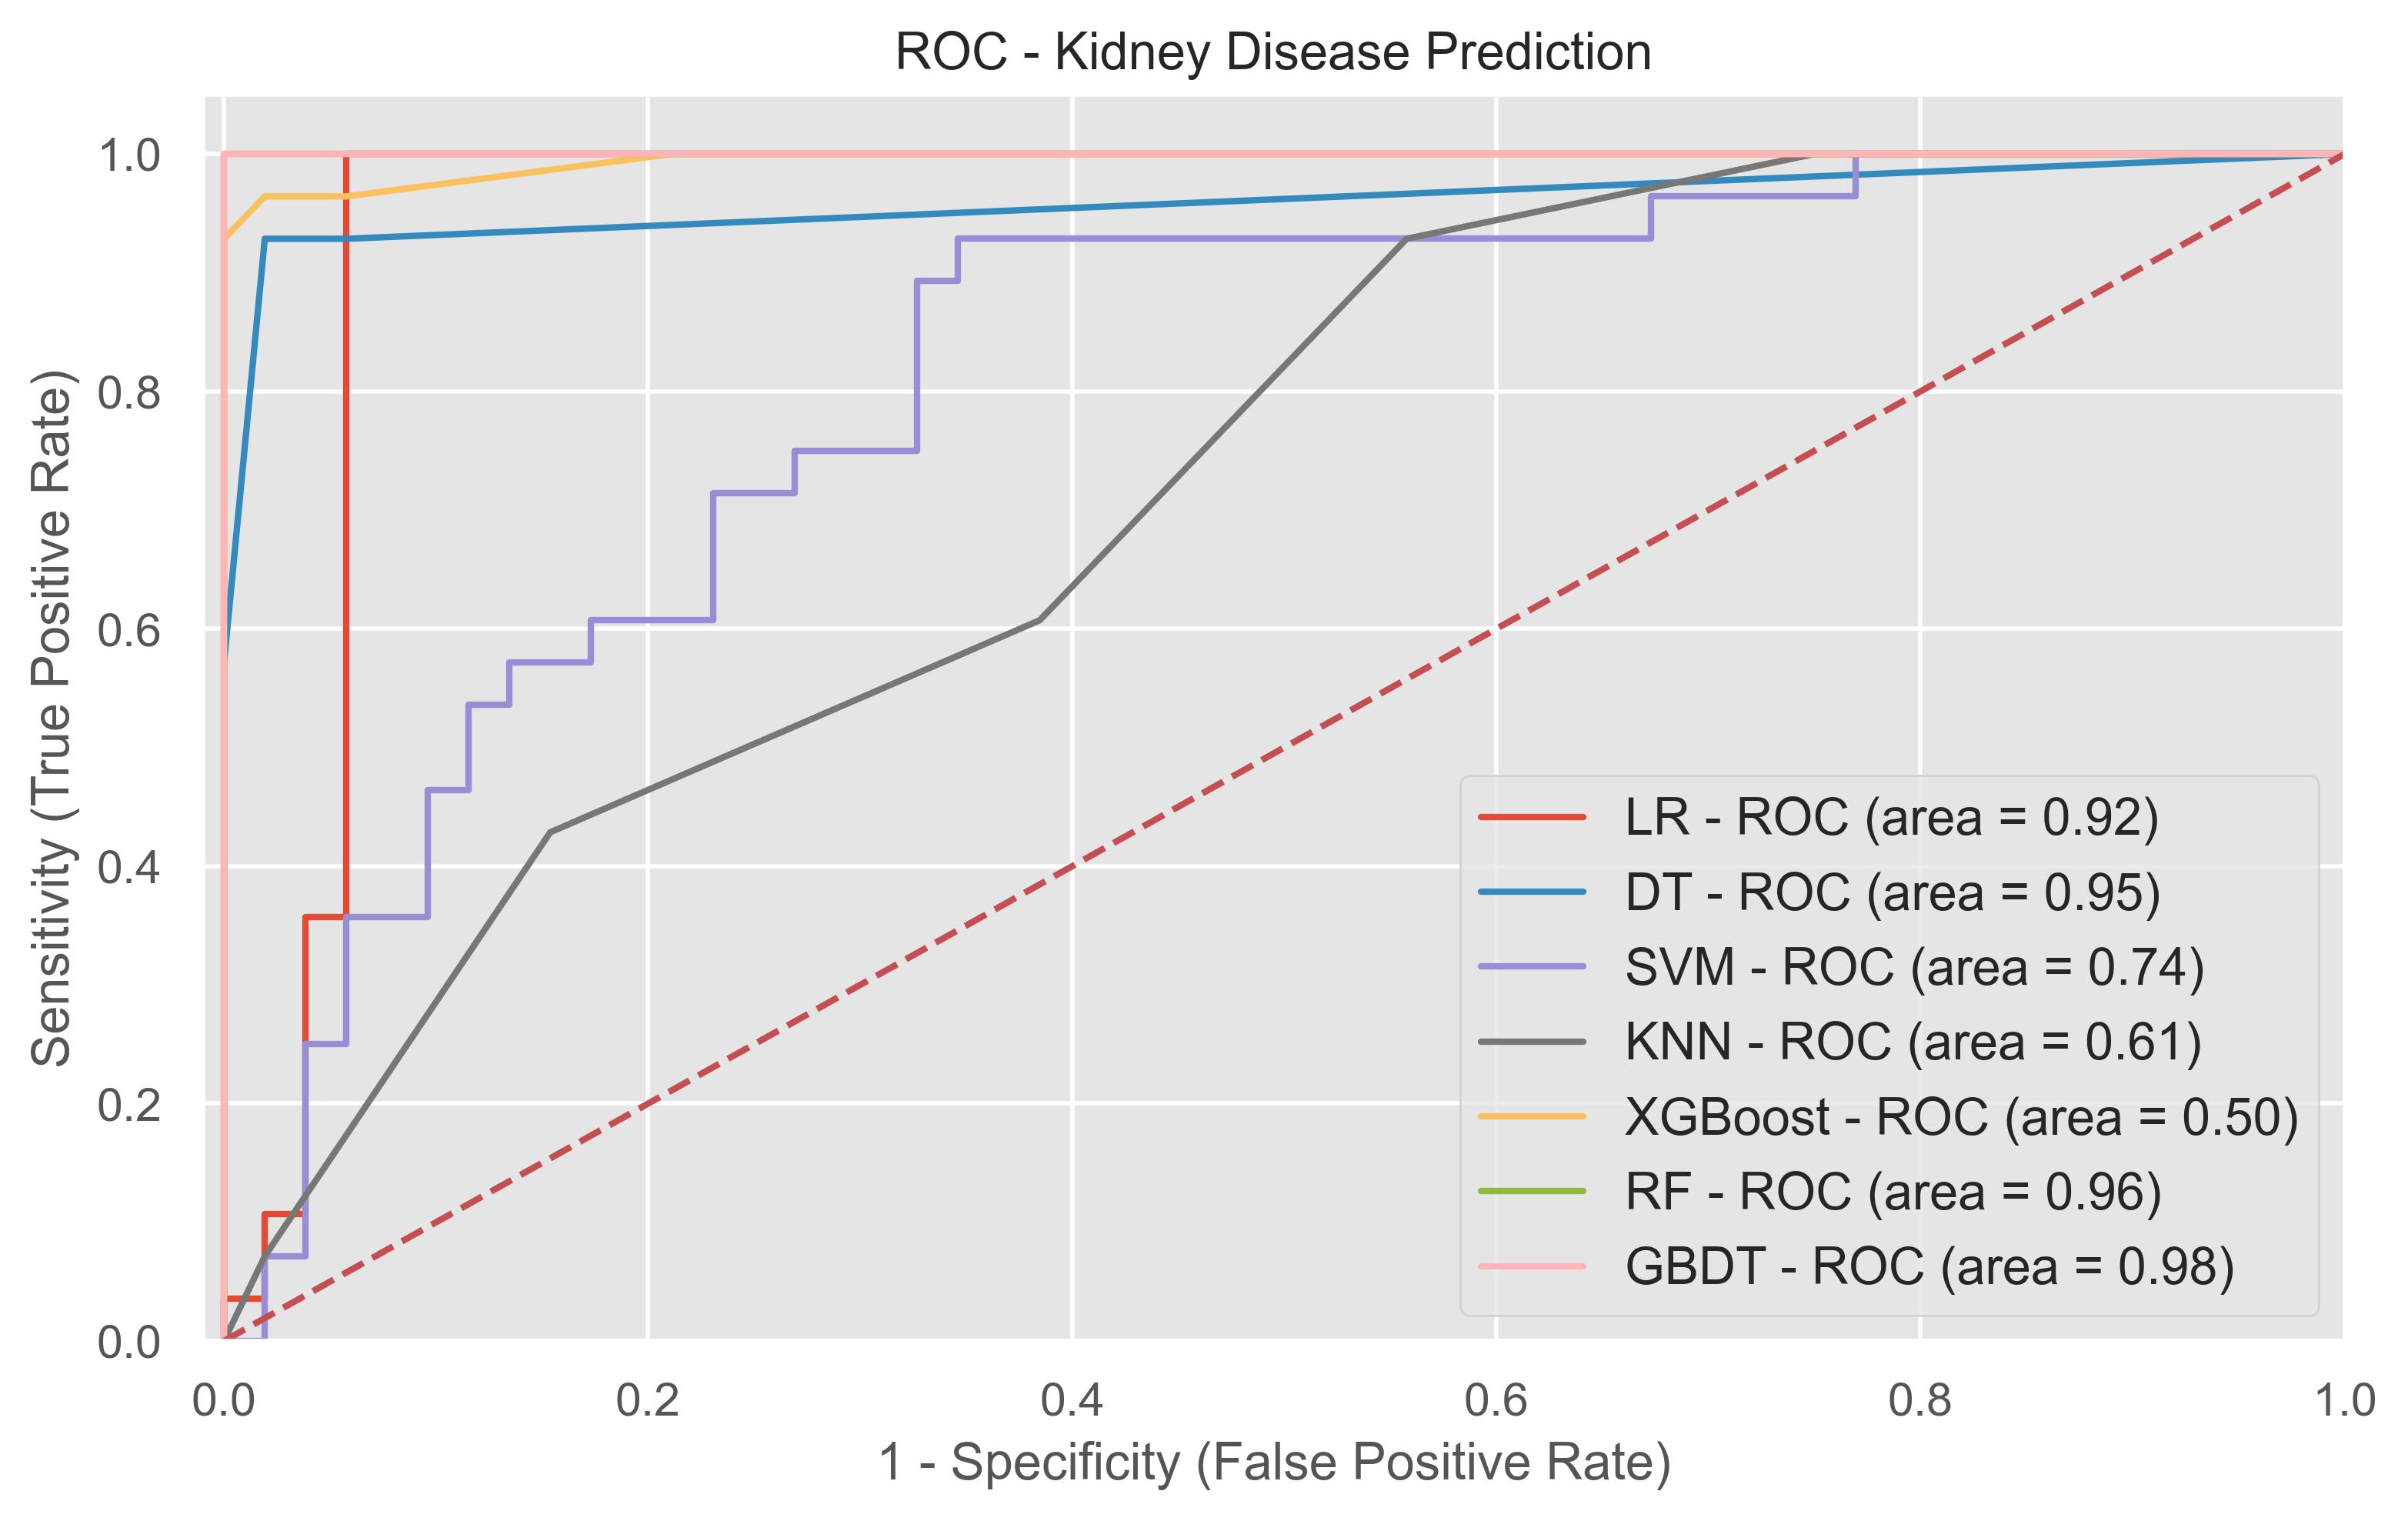 ROC - Kidney Disease Prediction
Sensitivity (True Positive Rate)
1.0
0.8
0.6
0.4
0.2
0.0
LR - ROC (area = 0.92)
DT - ROC (area = 0.95)
SVM - ROC (area = 0.74)
KNN - ROC (area = 0.61)
XGBoost - ROC (area = 0.50)
RF - ROC (area = 0.96)
GBDT - ROC (area = 0.98)
0.0 0.2 0.4 0.6 0.8 1.0
1 - Specificity (False Positive Rate)